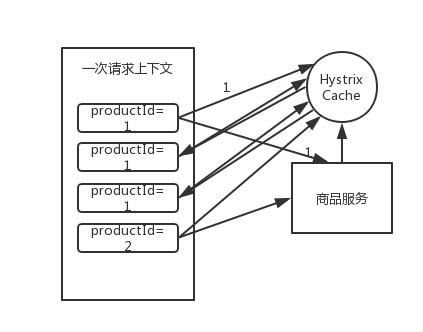 一次请求上下文
productId=
1
productId=
1
productId=
1
productId=
2
1
Hystrix
Cache
1
商品服务